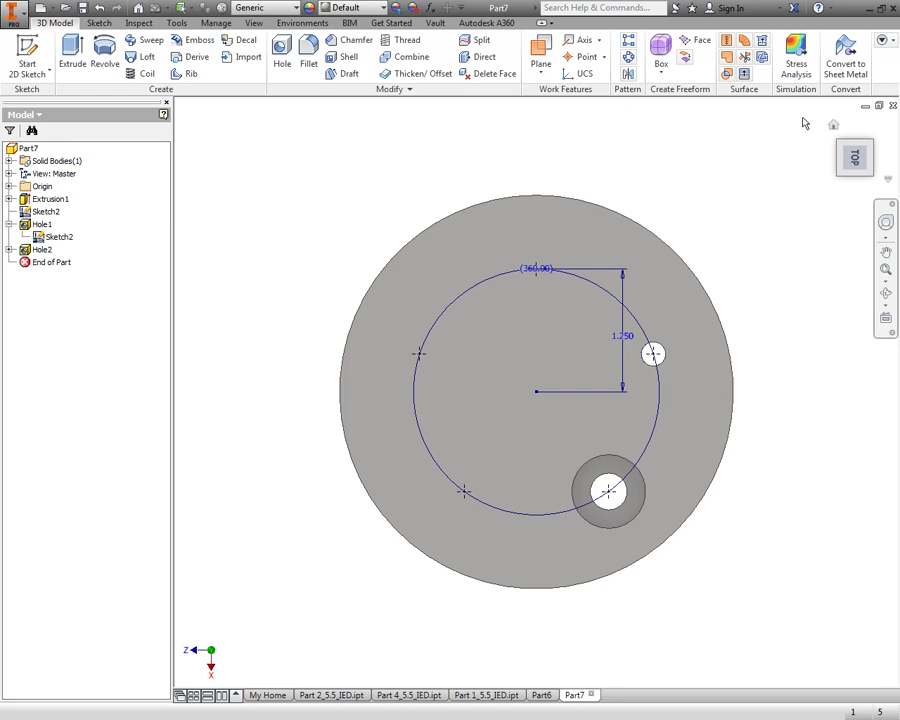 PRO
Generic
Default
Part7
Search Help & Commands...
Sign In
3D Model
Sketch
Inspect
Tools
Manage
View
Environments
BIM
Get Started
Vault
Autodesk A360
Start
2D Sketch
Extrude
Revolve
Sweep
Loft
Coil
Emboss
Derive
Rib
Decal
Import
Hole
Fillet
Chamfer
Shell
Draft
Thread
Combine
Thicken/ Offset
Split
Direct
Delete Face
Plane
Axis
Point
UCS
Box
Face
Stress
Analysis
Convert to
Sheet Metal
Sketch
Create
Modify
Work Features
Pattern
Create Freeform
Surface
Simulation
Convert
Model
Part7
Solid Bodies(1)
View: Master
Origin
Extrusion1
Sketch2
Hole1
Sketch2
Hole2
End of Part
TOP
(360.00)
1.250
Z
X
My Home
Part 2_5.5_IED.ipt
Part 4_5.5_IED.ipt
Part 1_5.5_IED.ipt
Part6
Part7
1
5